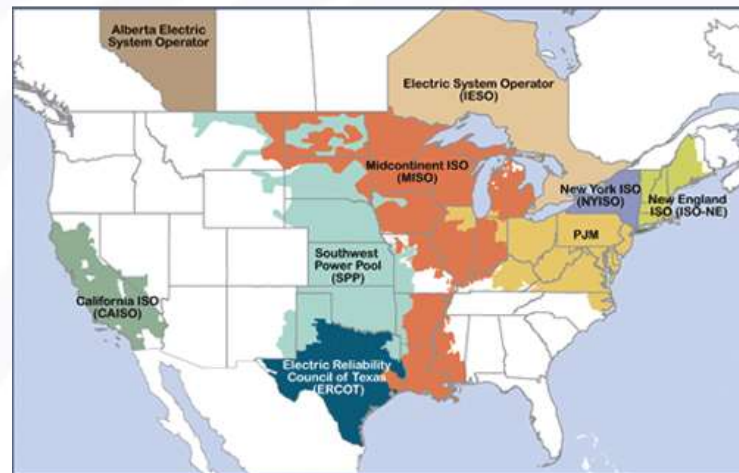 Alberta Electric
System Operator
Electric System Operator
(IESO)
Midcontinent ISO
(MISO)
New York ISO
(NYISO)
New England
ISO (ISO-NE)
PJM
Southwest
Power Pool
(SPP)
California ISO
(CAISO)
Electric Reliability
Council of Texas
(ERCOT)